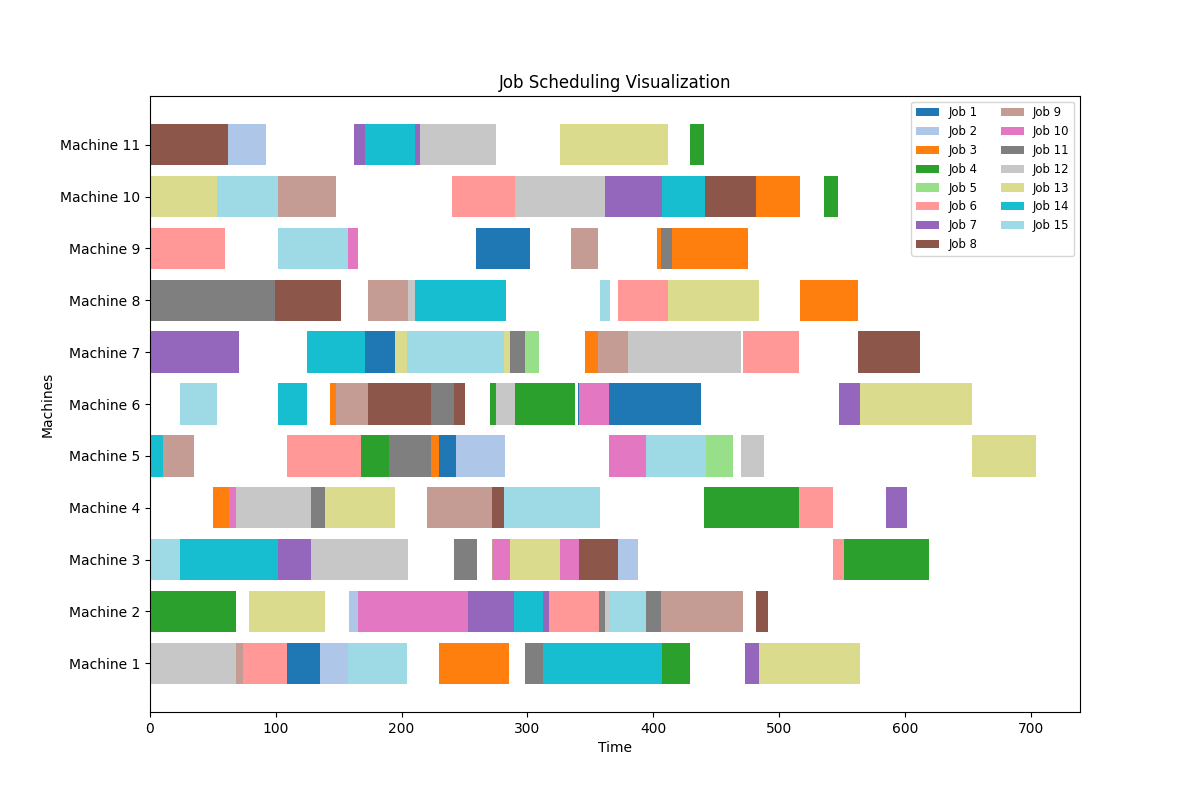 Job Scheduling Visualization
Machine 11
Machine 10
Machine 9
Machine 8
Machine 7
Machine 6
Machine 5
Machine 4
Machine 3
Machine 2
Machine 1
Machines
0 100 200 300 400 500 600 700
Time
Job 1 Job 9
Job 2 Job 10
Job 3 Job 11
Job 4 Job 12
Job 5 Job 13
Job 6 Job 14
Job 7 Job 15
Job 8